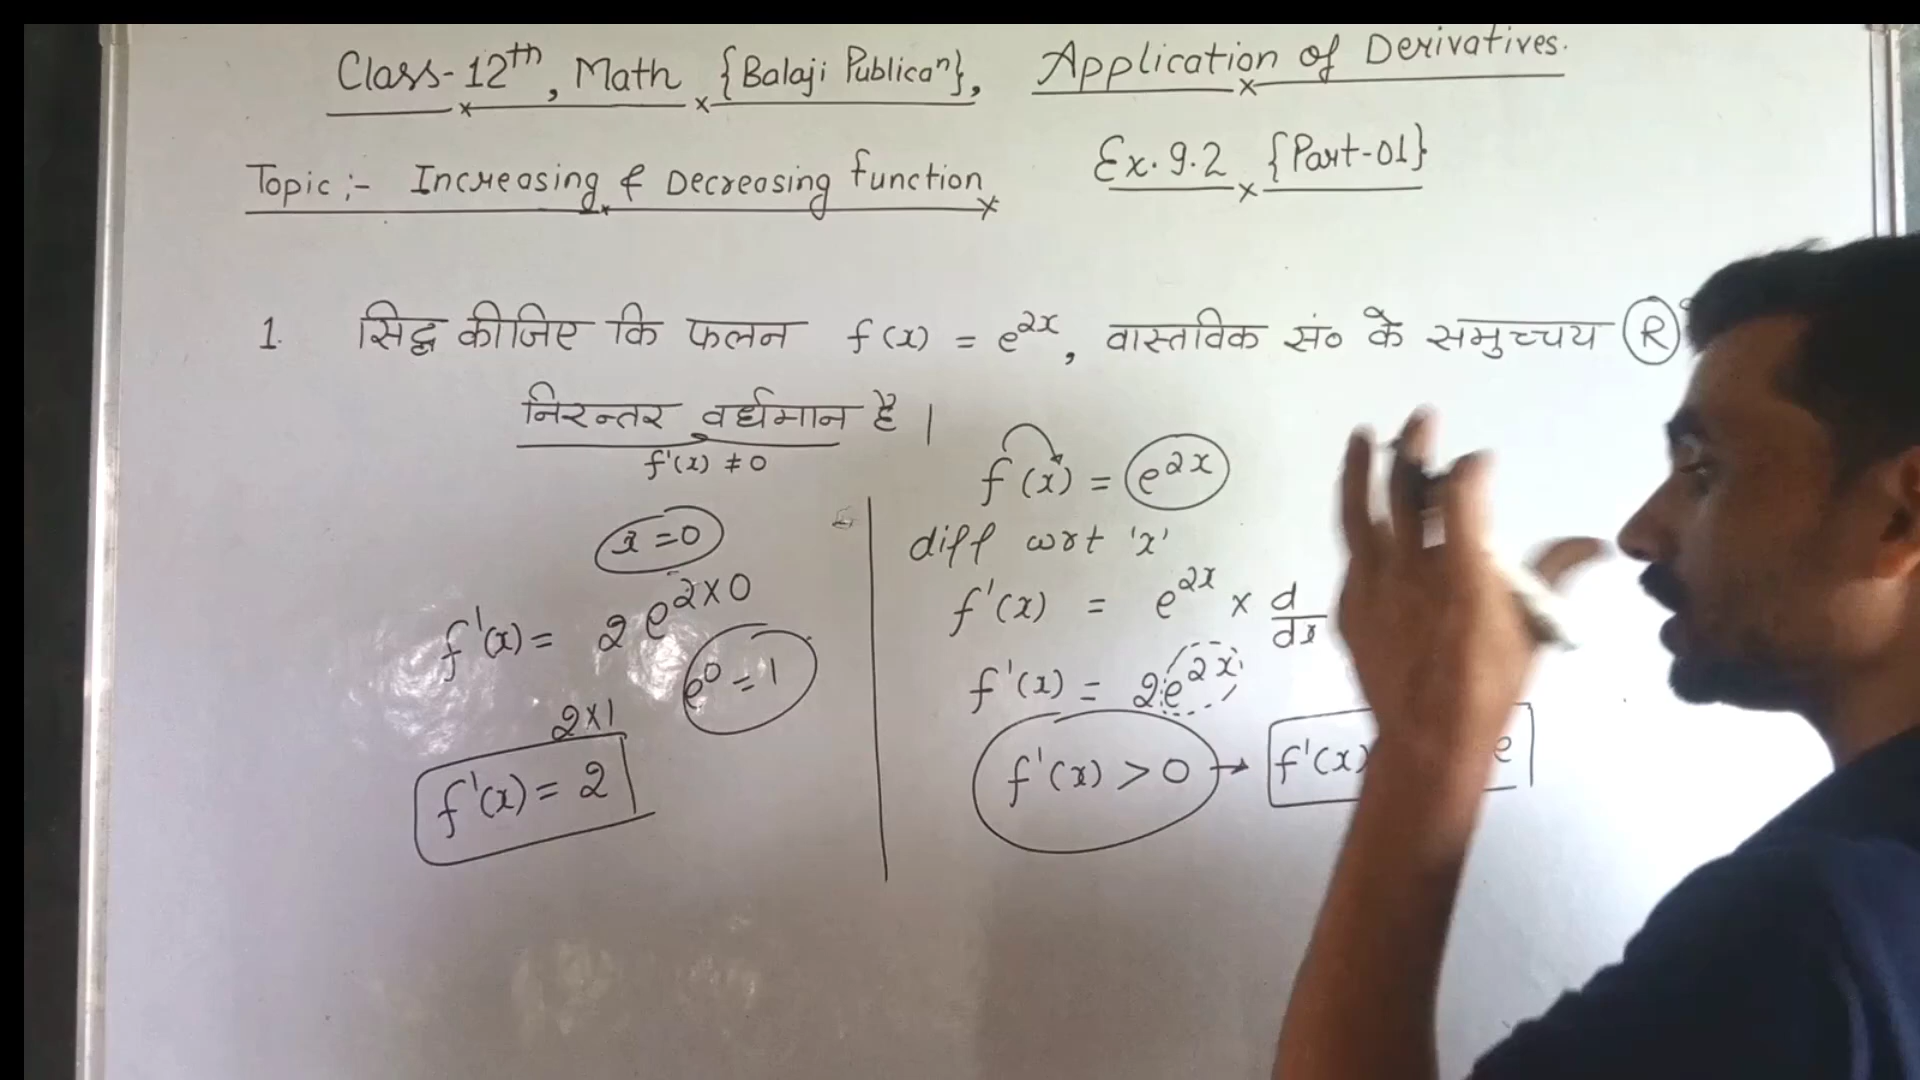 Class-12th, Math {Balaji Publicaⁿ}, Application of Derivatives.
Topic:- Increasing & Decreasing function Ex. 9.2 {Part-01}
1. सिद्ध कीजिए कि फलन f(x) = e^2x, वास्तविक सं० के समुच्चय R
निरन्तर वर्धमान है।
f'(x) ≠ 0
f(x) = e^2x
x = 0
diff wrt 'x'
f'(x) = 2e^2×0
f'(x) = e^2x × d/dx
e^0 = 1
f'(x) = 2e^2x
2×1
f'(x) = 2
f'(x) > 0 → f'(x) e